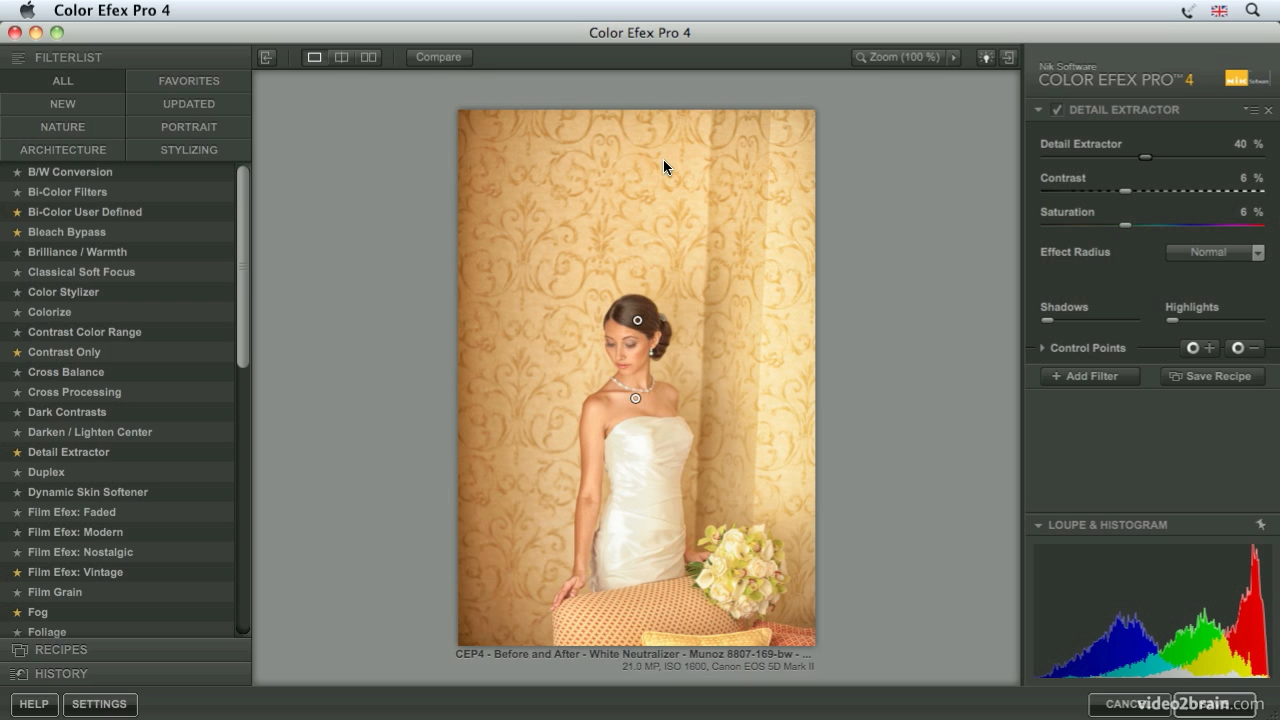 Color Efex Pro 4
Color Efex Pro 4
FILTERLIST
ALL
FAVORITES
NEW
UPDATED
NATURE
PORTRAIT
ARCHITECTURE
STYLIZING
B/W Conversion
Bi-Color Filters
Bi-Color User Defined
Bleach Bypass
Brilliance / Warmth
Classical Soft Focus
Color Stylizer
Colorize
Contrast Color Range
Contrast Only
Cross Balance
Cross Processing
Dark Contrasts
Darken / Lighten Center
Detail Extractor
Duplex
Dynamic Skin Softener
Film Efex: Faded
Film Efex: Modern
Film Efex: Nostalgic
Film Efex: Vintage
Film Grain
Fog
Foliage
RECIPES
HISTORY
HELP
SETTINGS
Compare
Zoom (100 %)
CEP4 - Before and After - White Neutralizer - Munoz 8807-169-bw - ...
21.0 MP, ISO 1600, Canon EOS 5D Mark II
Nik Software
COLOR EFEX PRO™ 4
Nik Software
DETAIL EXTRACTOR
Detail Extractor 40 %
Contrast 6 %
Saturation 6 %
Effect Radius Normal
Shadows Highlights
Control Points
Add Filter Save Recipe
LOUPE & HISTOGRAM
video2brain.com